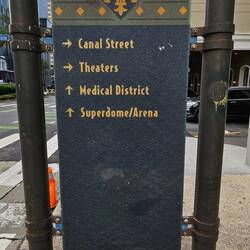 → Canal Street
→ Theaters
↑ Medical District
↑ Superdome/Arena